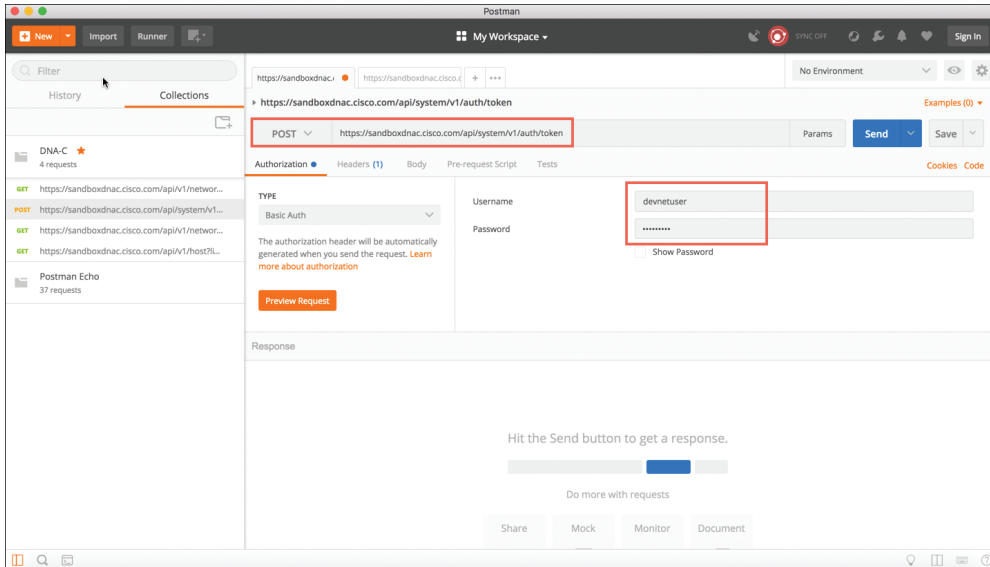 Postman
New
Import
Runner
My Workspace
SYNC OFF
Sign In
Filter
History
Collections
DNA-C
4 requests
GET https://sandboxdnac.cisco.com/api/v1/networ...
POST https://sandboxdnac.cisco.com/api/system/v1...
GET https://sandboxdnac.cisco.com/api/v1/networ...
GET https://sandboxdnac.cisco.com/api/v1/host?li...
Postman Echo
37 requests
https://sandboxdnac.c
https://sandboxdnac.cisco.c
No Environment
https://sandboxdnac.cisco.com/api/system/v1/auth/token
Examples (0)
POST
https://sandboxdnac.cisco.com/api/system/v1/auth/token
Params
Send
Save
Authorization
Headers (1)
Body
Pre-request Script
Tests
Cookies
Code
TYPE
Basic Auth
The authorization header will be automatically
generated when you send the request. Learn
more about authorization
Preview Request
Username
devnetuser
Password
•••••••••
Show Password
Response
Hit the Send button to get a response.
Do more with requests
Share
Mock
Monitor
Document